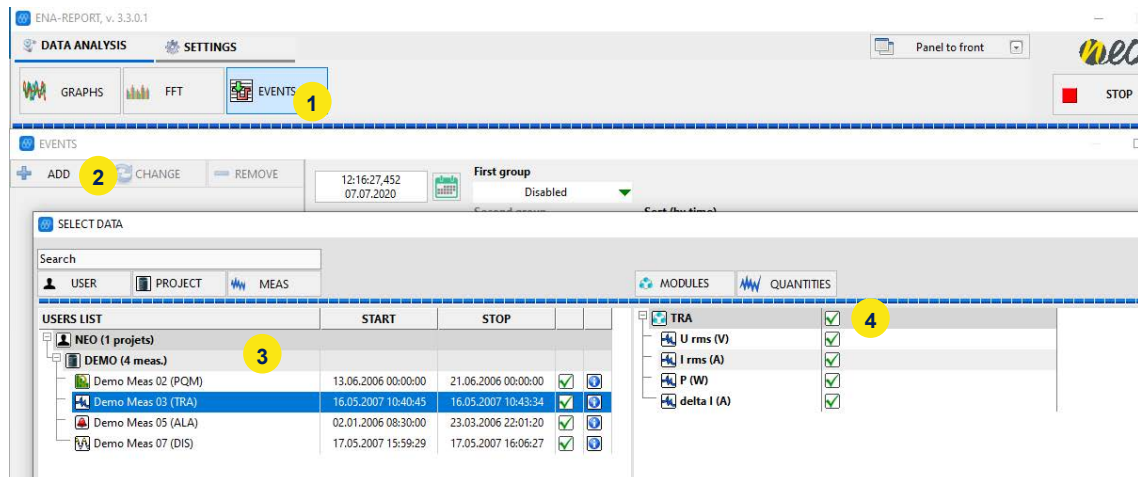 ENA-REPORT, v. 3.3.0.1
DATA ANALYSIS SETTINGS Panel to front neo
GRAPHS FFT EVENTS 1 STOP
EVENTS
ADD 2 CHANGE REMOVE 12:16:27,452 First group
07.07.2020 Disabled
Second group Sort (by time)
SELECT DATA
Search
USER PROJECT MEAS MODULES QUANTITIES
USERS LIST START STOP TRA 4
NEO (1 projets) 3 U rms (V)
DEMO (4 meas.) I rms (A)
Demo Meas 02 (PQM) 13.06.2006 00:00:00 21.06.2006 00:00:00 P (W)
Demo Meas 03 (TRA) 16.05.2007 10:40:45 16.05.2007 10:43:34 delta I (A)
Demo Meas 05 (ALA) 02.01.2006 08:30:00 23.03.2006 22:01:20
Demo Meas 07 (DIS) 17.05.2007 15:59:29 17.05.2007 16:06:27